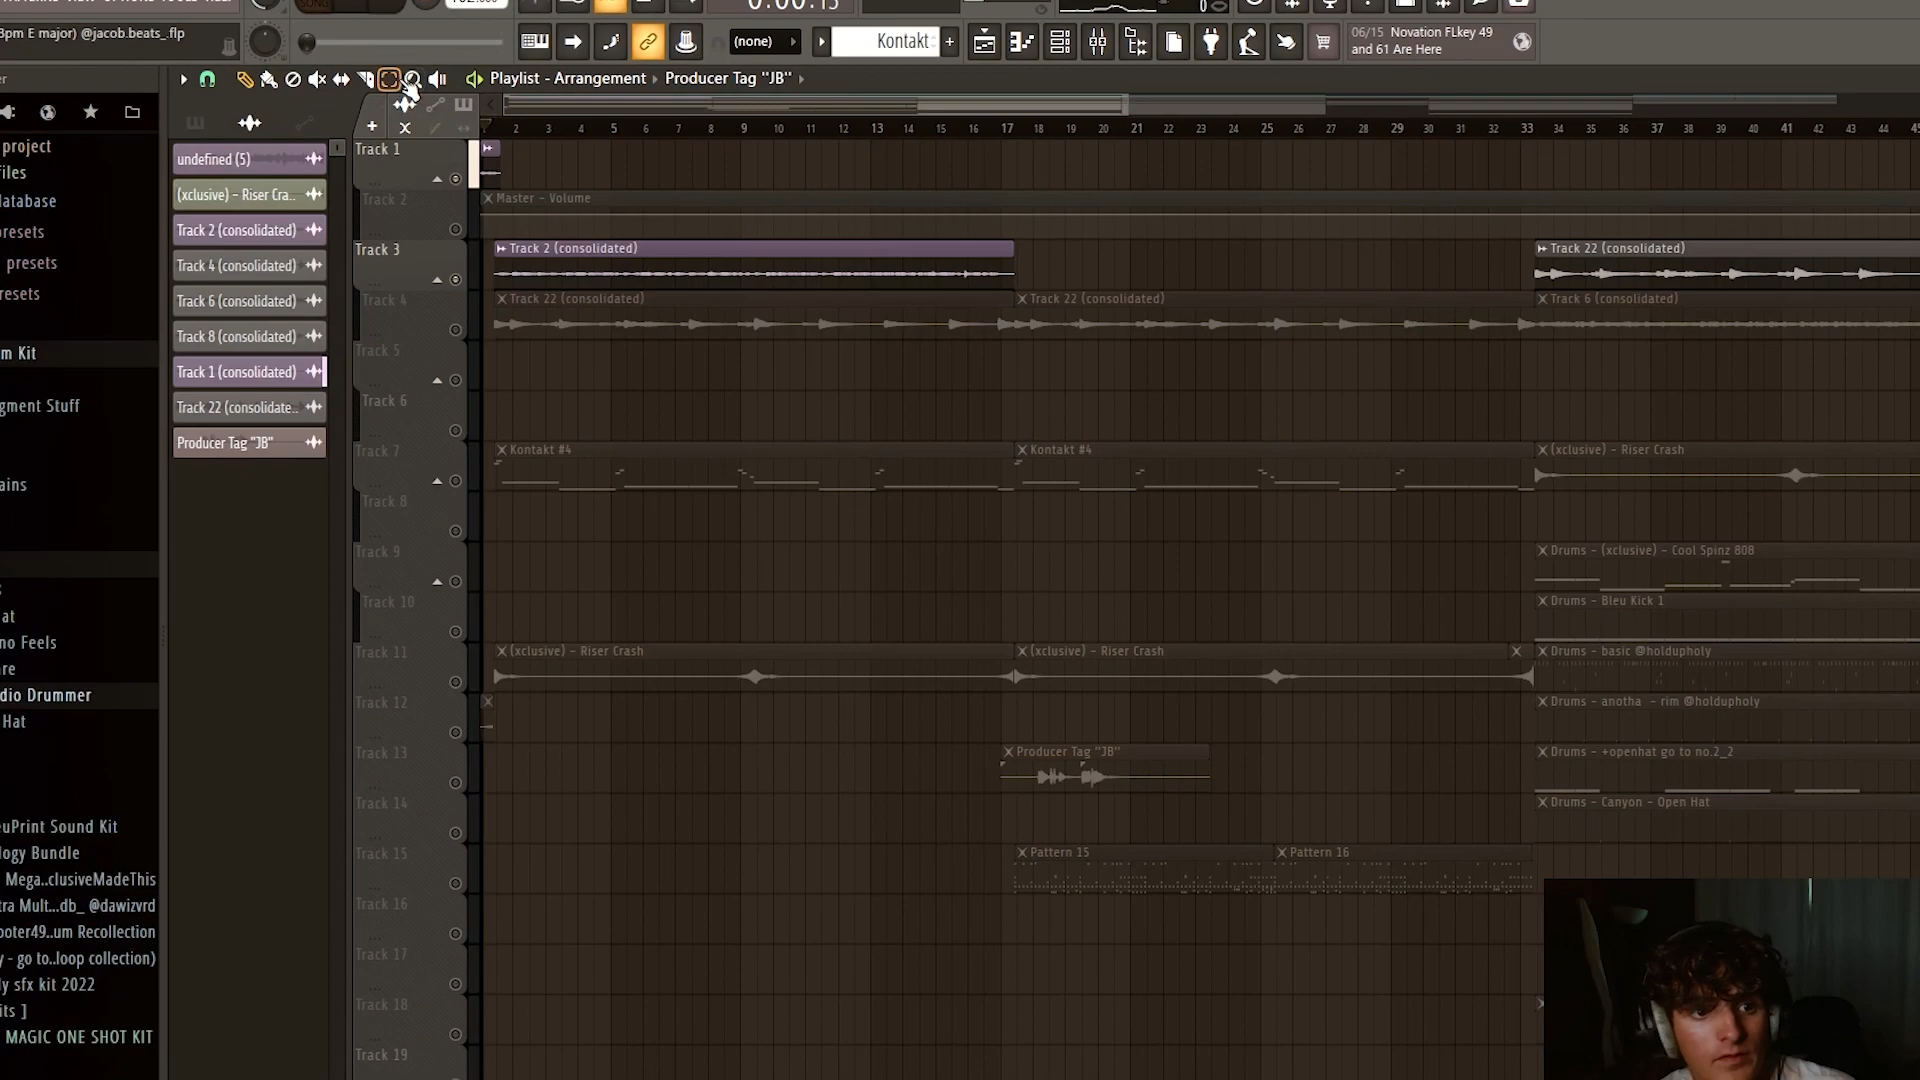 0:00:15
3pm E major) @jacob.beats_.flp
(none)
Kontakt
06/15 Novation FLkey 49
and 61 Are Here
Playlist - Arrangement
Producer Tag "JB"
2 3 4 5 6 7 8 9 10 11 12 13 14 15 16 17 18 19 20 21 22 23 24 25 26 27 28 29 30 31 32 33 34 35 36 37 38 39 40 41 42 43 44 45
project
files
database
presets
presets
presets
m Kit
gment Stuff
ains
at
no Feels
are
dio Drummer
Hat
euPrint Sound Kit
logy Bundle
Mega..clusiveMadeThis
tra Mult...db_ @dawizvrd
ooter49..um Recollection
y - go to..loop collection)
ly sfx kit 2022
its ]
MAGIC ONE SHOT KIT
undefined (5)
(xclusive) - Riser Cra..
Track 2 (consolidated)
Track 4 (consolidated)
Track 6 (consolidated)
Track 8 (consolidated)
Track 1 (consolidated)
Track 22 (consolidate..
Producer Tag "JB"
Track 1
Track 2
Master - Volume
Track 3
Track 2 (consolidated)
Track 22 (consolidated)
Track 4
Track 22 (consolidated)
Track 22 (consolidated)
Track 6 (consolidated)
Track 5
Track 6
Track 7
Kontakt #4
Kontakt #4
(xclusive) - Riser Crash
Track 8
Track 9
Drums - (xclusive) - Cool Spinz 808
Track 10
Drums - Bleu Kick 1
Track 11
(xclusive) - Riser Crash
(xclusive) - Riser Crash
Drums - basic @holdupholy
Track 12
Drums - anotha - rim @holdupholy
Track 13
Producer Tag "JB"
Drums - +openhat go to no.2_2
Track 14
Drums - Canyon - Open Hat
Track 15
Pattern 15
Pattern 16
Track 16
Track 17
Track 18
Track 19